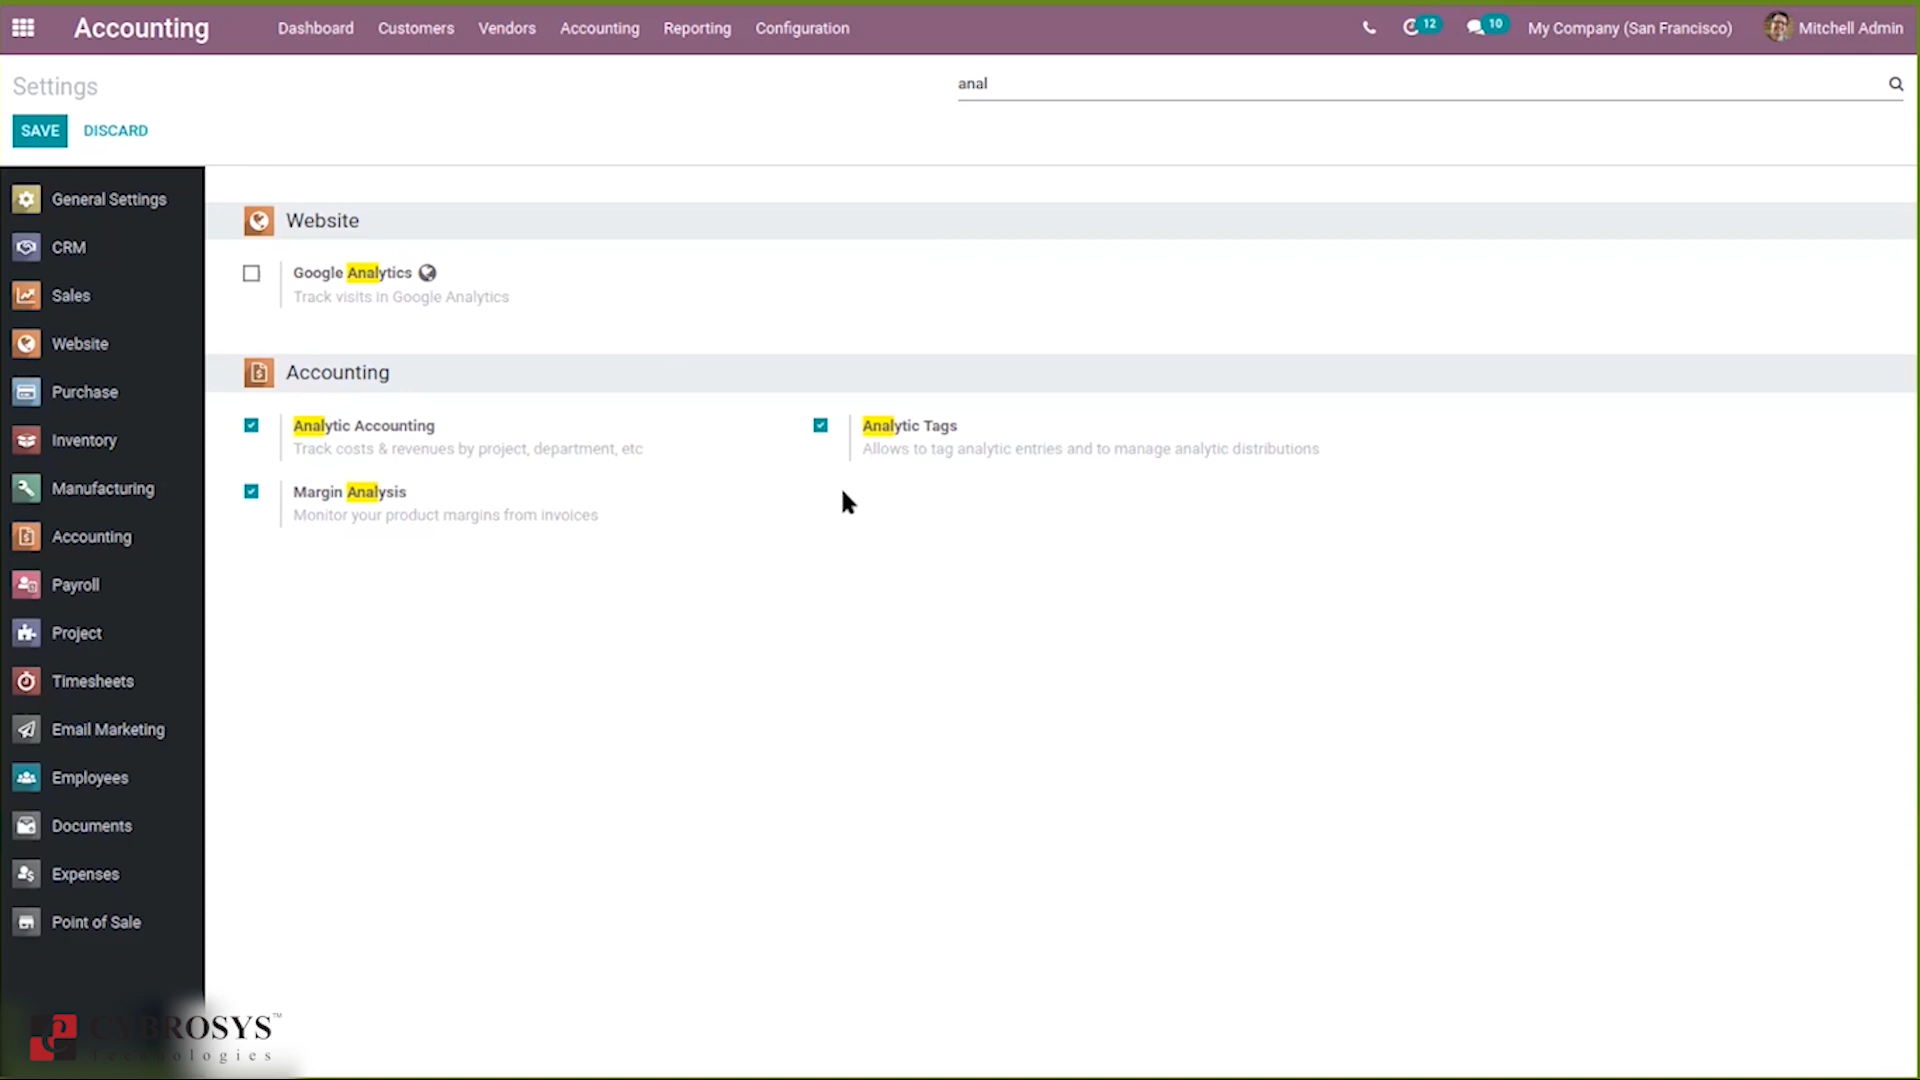 Accounting Dashboard Customers Vendors Accounting Reporting Configuration 12 10 My Company (San Francisco) Mitchell Admin
Settings anal
SAVE DISCARD
General Settings
CRM
Sales
Website
Purchase
Inventory
Manufacturing
Accounting
Payroll
Project
Timesheets
Email Marketing
Employees
Documents
Expenses
Point of Sale
Website
Google Analytics
Track visits in Google Analytics
Accounting
Analytic Accounting
Track costs & revenues by project, department, etc
Analytic Tags
Allows to tag analytic entries and to manage analytic distributions
Margin Analysis
Monitor your product margins from invoices
CYBROSYS™
Technologies